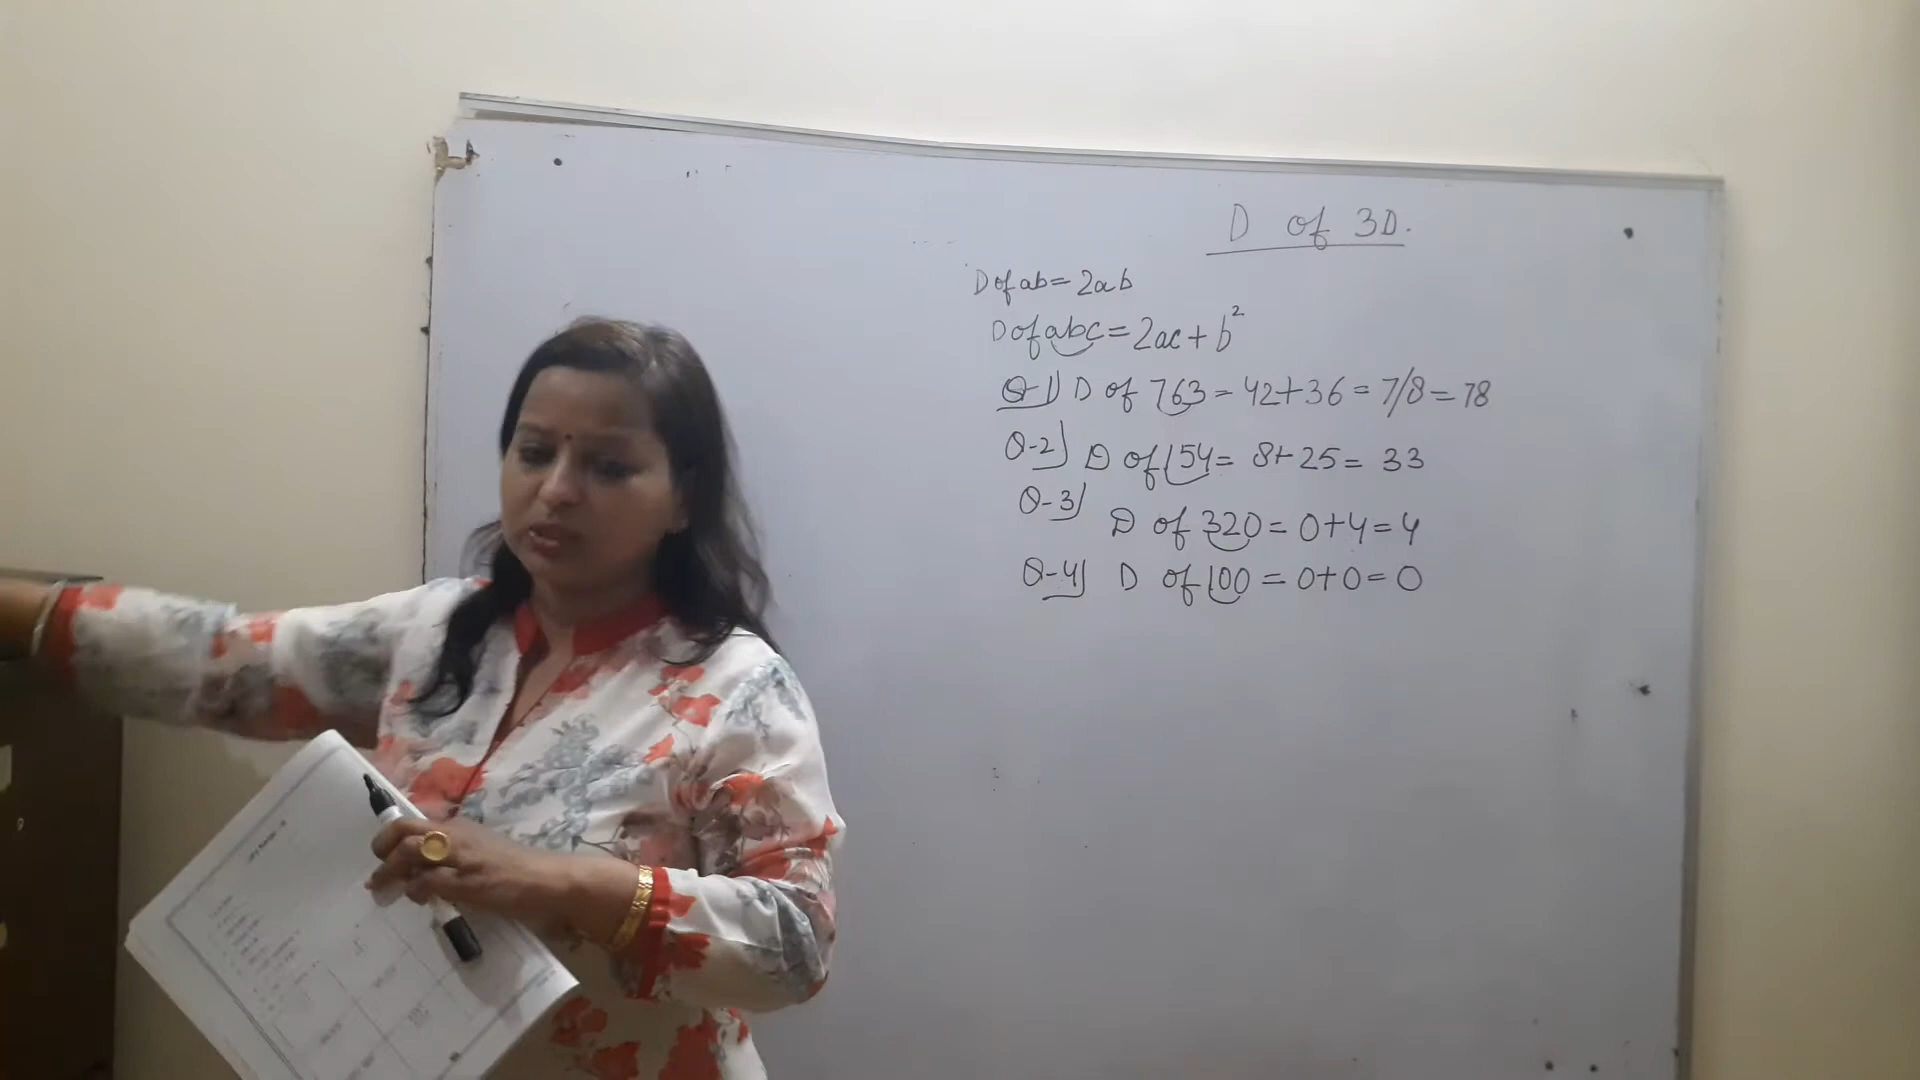 D of 3D.
D of ab = 2ab
D of abc = 2ac + b²
Q-1) D of 763 = 42+36 = 7/8 = 78
Q-2) D of 154 = 8+25 = 33
Q-3) D of 320 = 0+4 = 4
Q-4) D of 100 = 0+0 = 0